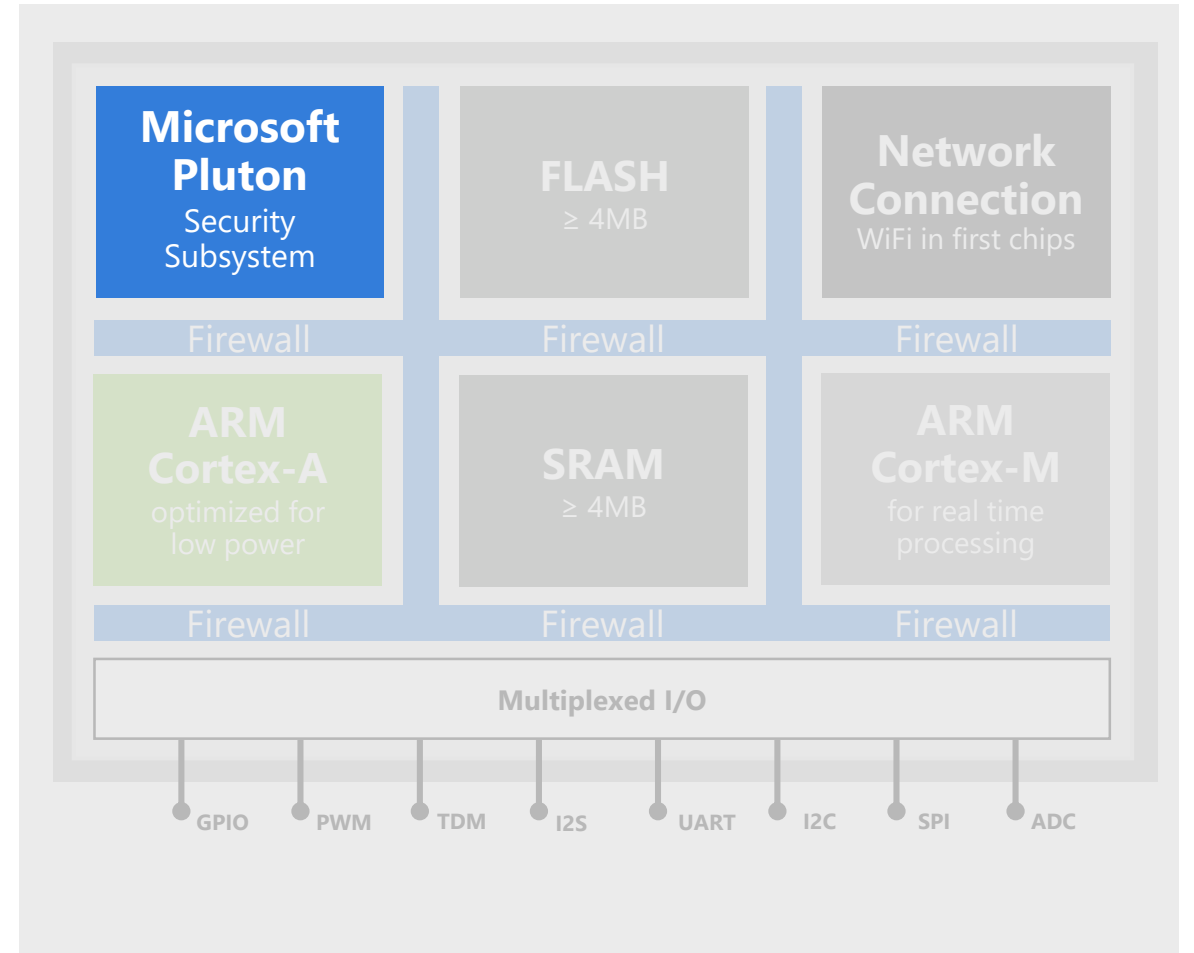 Microsoft
Pluton
Security
Subsystem
FLASH
≥ 4MB
Network
Connection
WiFi in first chips
Firewall
Firewall
Firewall
ARM
Cortex-A
optimized for
low power
SRAM
≥ 4MB
ARM
Cortex-M
for real time
processing
Firewall
Firewall
Firewall
Multiplexed I/O
GPIO
PWM
TDM
I2S
UART
I2C
SPI
ADC